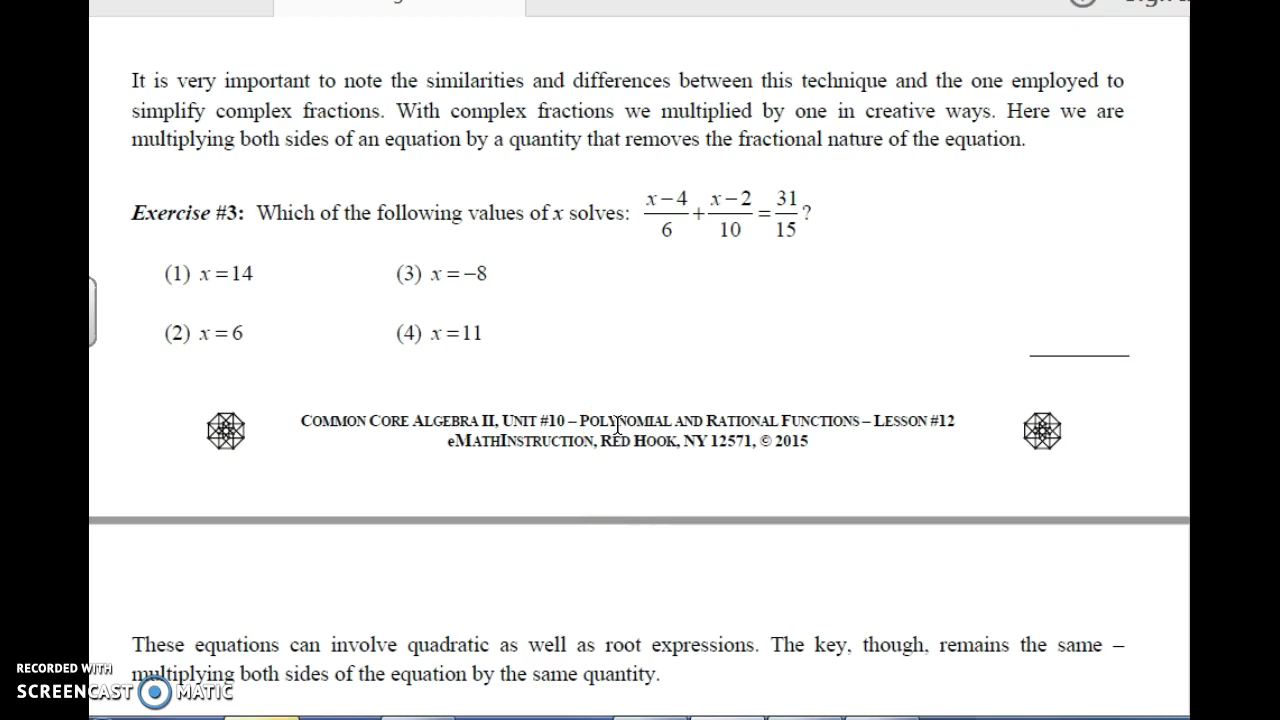 It is very important to note the similarities and differences between this technique and the one employed to
simplify complex fractions. With complex fractions we multiplied by one in creative ways. Here we are
multiplying both sides of an equation by a quantity that removes the fractional nature of the equation.
Exercise #3: Which of the following values of x solves: (x−4)/6 + (x−2)/10 = 31/15 ?
(1) x = 14 (3) x = −8
(2) x = 6 (4) x = 11
COMMON CORE ALGEBRA II, UNIT #10 – POLYNOMIAL AND RATIONAL FUNCTIONS – LESSON #12
eMATHINSTRUCTION, RED HOOK, NY 12571, © 2015
These equations can involve quadratic as well as root expressions. The key, though, remains the same –
multiplying both sides of the equation by the same quantity.
RECORDED WITH
SCREENCAST MATIC